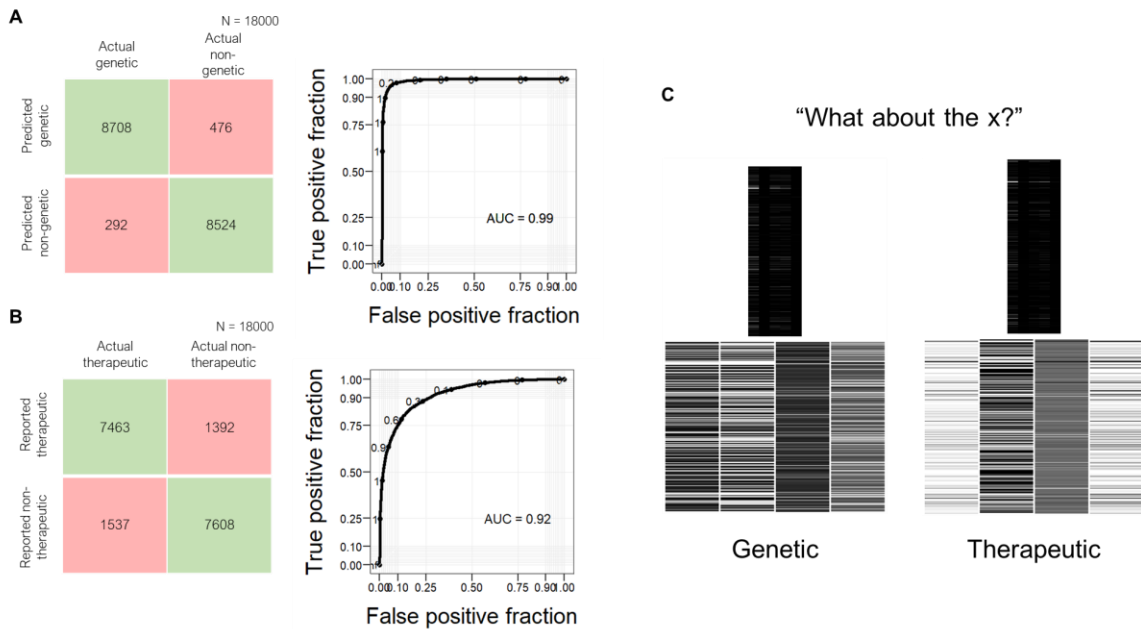 A
N = 18000
Actual
genetic
Actual
non-
genetic
Predicted
genetic
8708
476
Predicted
non-genetic
292
8524
True positive fraction
1.00
0.90
0.75
0.50
0.25
0.10
0.00
AUC = 0.99
0.00 0.10 0.25 0.50 0.75 0.90 1.00
False positive fraction
B
N = 18000
Actual
therapeutic
Actual non-
therapeutic
Reported
therapeutic
7463
1392
Reported non-
therapeutic
1537
7608
True positive fraction
1.00
0.90
0.75
0.50
0.25
0.10
0.00
AUC = 0.92
0.00 0.10 0.25 0.50 0.75 0.90 1.00
False positive fraction
C
“What about the x?”
Genetic
Therapeutic